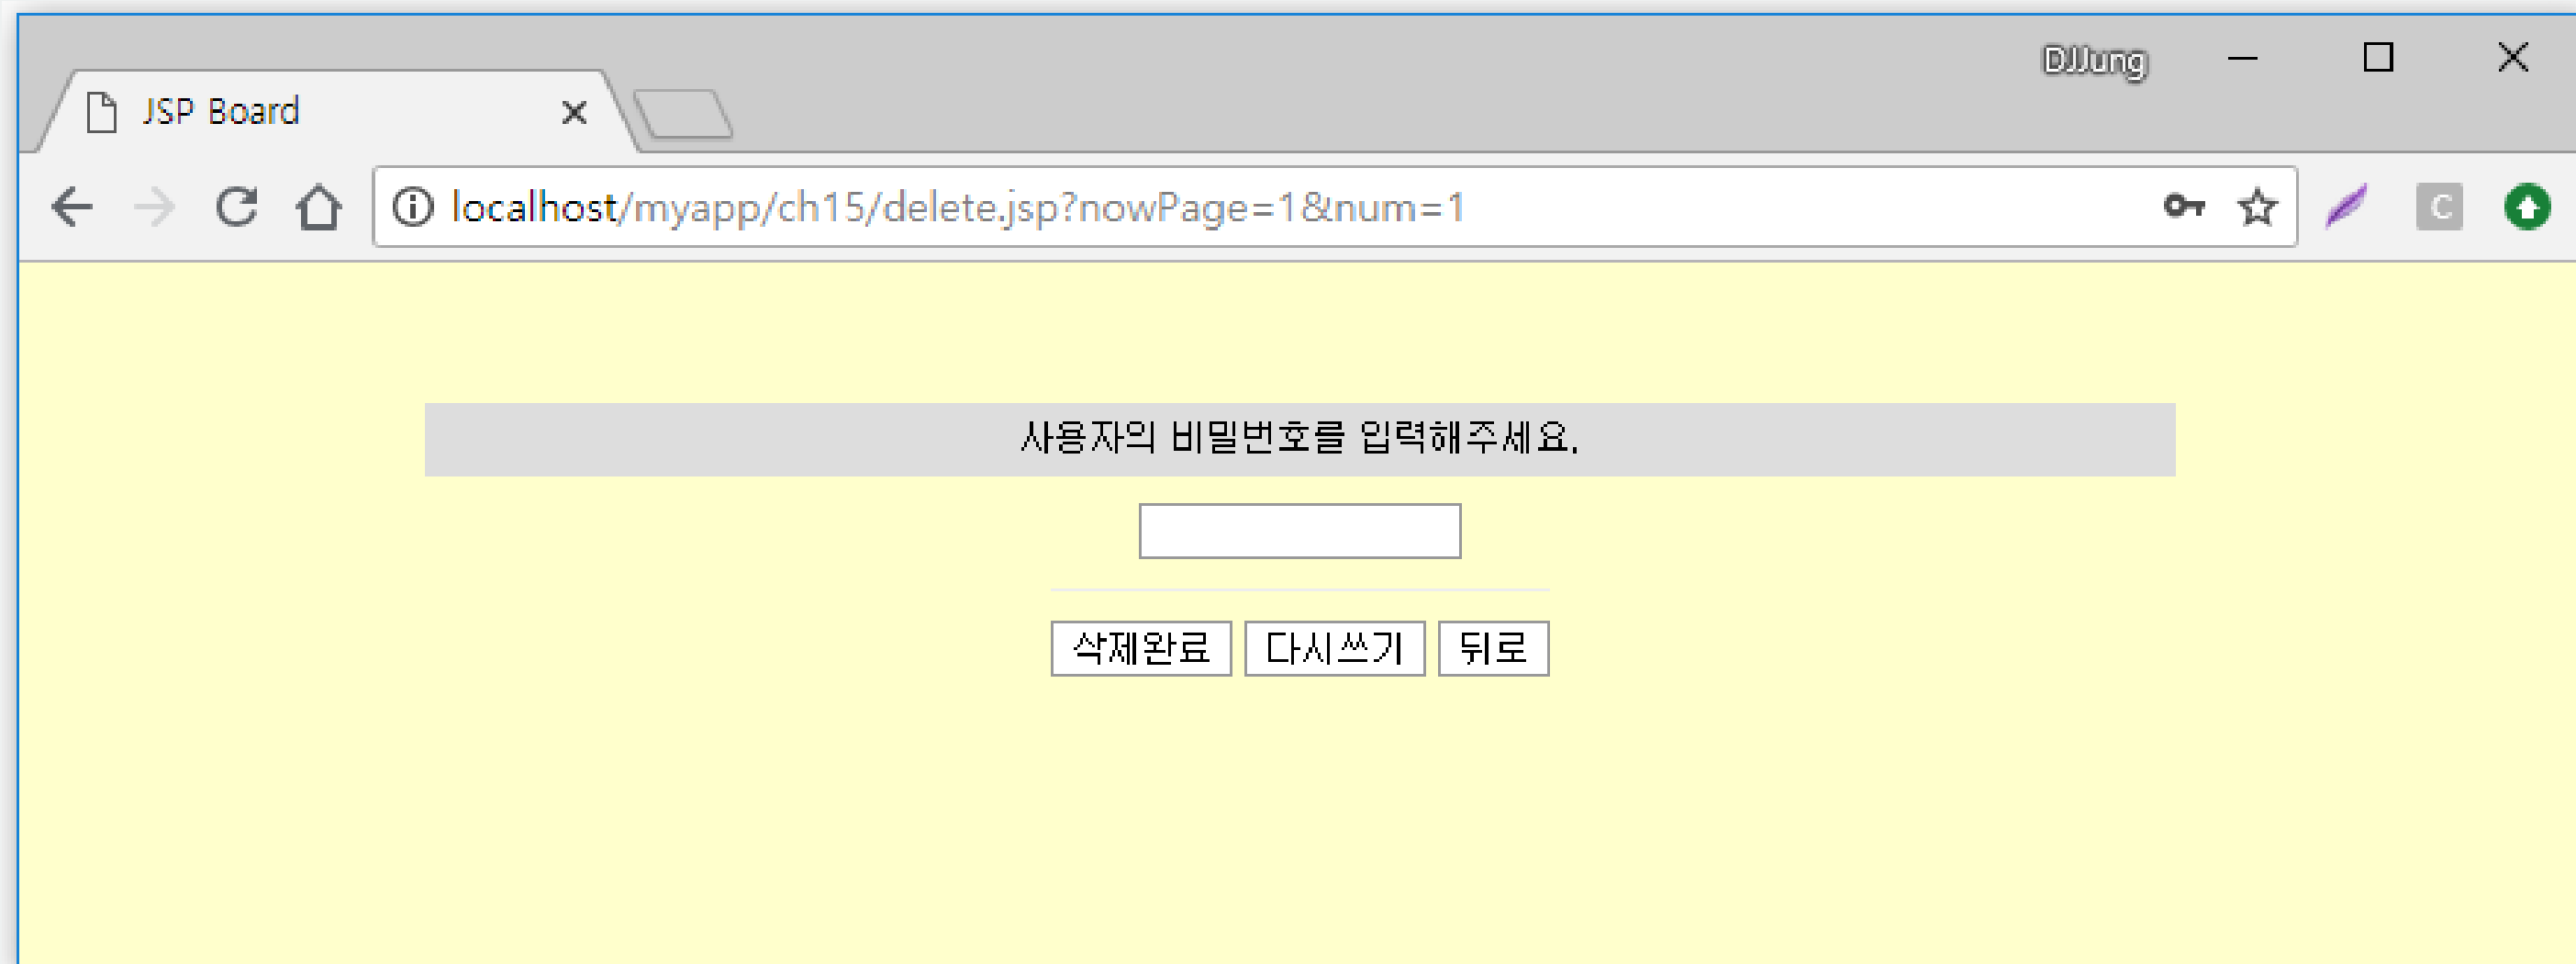 DJJung
JSP Board
localhost/myapp/ch15/delete.jsp?nowPage=1&num=1
C
사용자의 비밀번호를 입력해주세요.
삭제완료 다시쓰기 뒤로